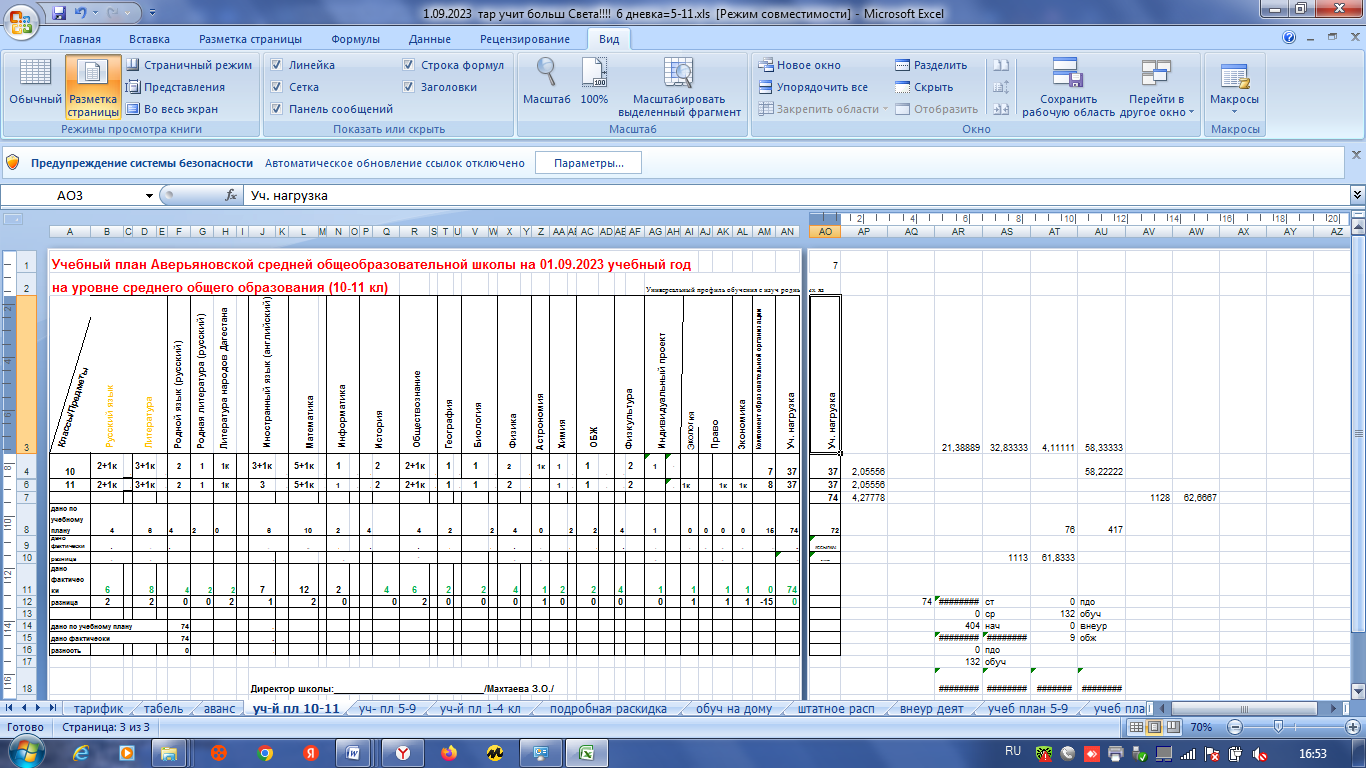 1.09.2023 тар учит больш Света!!!! 6 дневка=5-11.xls [Режим совместимости] - Microsoft Excel
Главная Вставка Разметка страницы Формулы Данные Рецензирование Вид
Обычный Разметка страницы Страничный режим Представления Во весь экран
Режимы просмотра книги
Линейка Строка формул
Сетка Заголовки
Панель сообщений
Показать или скрыть
Масштаб 100% Масштабировать выделенный фрагмент
Масштаб
Новое окно Разделить
Упорядочить все Скрыть
Закрепить области Отобразить
Сохранить рабочую область Перейти в другое окно
Окно
Макросы
Макросы
Предупреждение системы безопасности Автоматическое обновление ссылок отключено Параметры...
AO3 fx Уч. нагрузка
Учебный план Аверьяновской средней общеобразовательной школы на 01.09.2023 учебный год 7
на уровне среднего общего образования (10-11 кл)
Классы/Предметы
Русский язык
Литература
Родной язык (русский)
Родная литература (русский)
Литература народов Дагестана
Иностранный язык (английский)
Математика
Информатика
История
Обществознание
География
Биология
Физика
Астрономия
Химия
ОБЖ
Физкультура
Индивидуальный проект
Экология
Право
Экономика
Компонент образовательной организации
Уч. нагрузка
Уч. нагрузка
21,38889 32,83333 4,11111 58,33333
10 2+1к 3+1к 2 1 1к 3+1к 5+1к 1 2 2+1к 1 1 2 1к 1 1 2 1 7 37 37 2,05556 58,22222
11 2+1к 3+1к 2 1 1к 3 5+1к 1 2 2+1к 1 1 2 1 1 2 1к 1к 1к 8 37 37 2,05556
74 4,27778 1128 62,6667
дано по учебному плану 4 6 4 2 0 6 10 2 4 4 2 2 4 0 2 2 4 1 0 0 0 0 15 74 72 76 417
дано фактически
разница 1113 61,8333
дано фактически 6 8 4 2 2 7 12 2 4 6 2 2 4 1 2 2 4 1 1 1 1 0 74
разница 2 2 0 0 2 1 2 0 0 2 0 0 0 1 0 0 0 0 1 1 1 -15 0 74 ######## ст 0 пдо
0 ср 132 обуч
дано по учебному плану 74 404 нач 0 внеур
дано фактически 74 ######## ######## 9 обж
разность 0 0 пдо
132 обуч
Директор школы:____________________________/Махтаева З.О./ ######## ######## ####### ########
тарифик табель аванс уч-й пл 10-11 уч- пл 5-9 уч-й пл 1-4 кл подробная раскидка обуч на дому штатное расп внеур деят учеб план 5-9 учеб пла
Готово Страница: 3 из 3 70%
RU 16:53